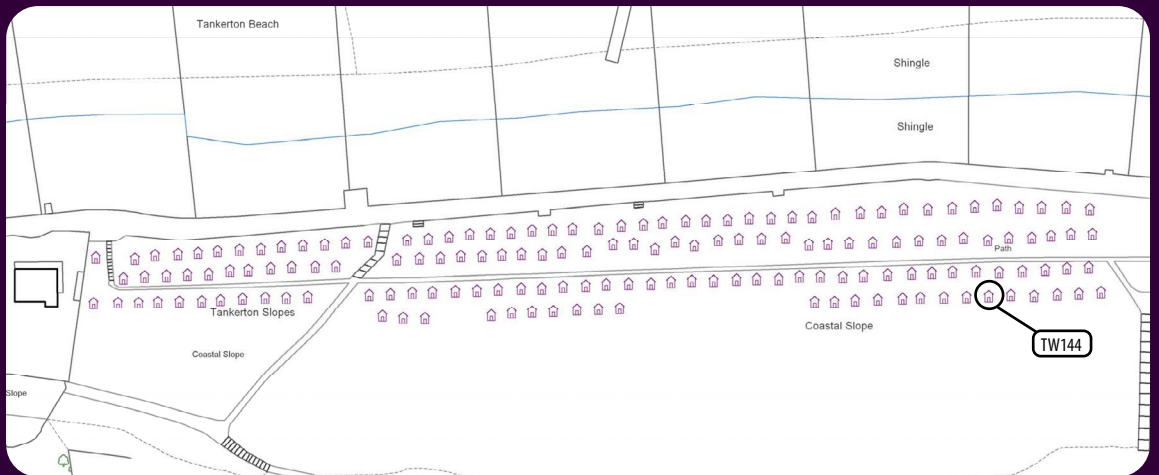 Tankerton Beach
Shingle
Shingle
Path
Tankerton Slopes
Coastal Slope
TW144
Coastal Slope
Slope